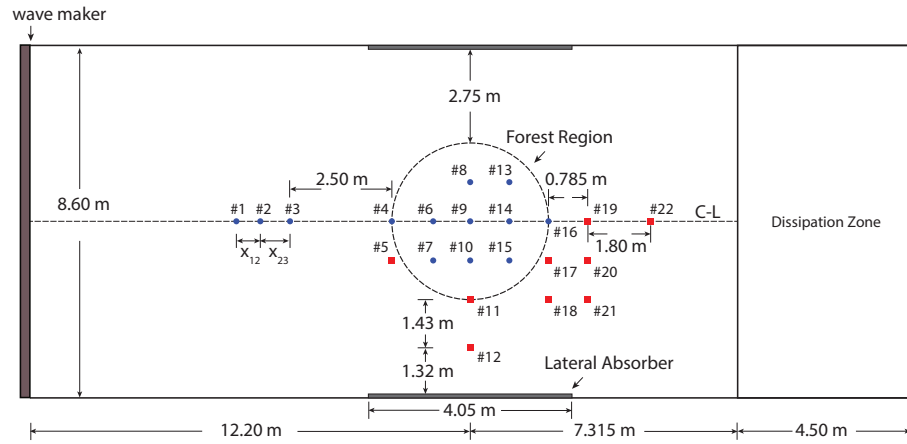 wave maker
2.75 m
Forest Region
#8 #13
8.60 m
2.50 m
0.785 m
#1 #2 #3 #4 #6 #9 #14 #16 #19 #22
C-L
Dissipation Zone
x12 x23
1.80 m
#5 #7 #10 #15 #17 #20
#11 #18 #21
1.43 m
#12
1.32 m
Lateral Absorber
4.05 m
12.20 m 7.315 m 4.50 m